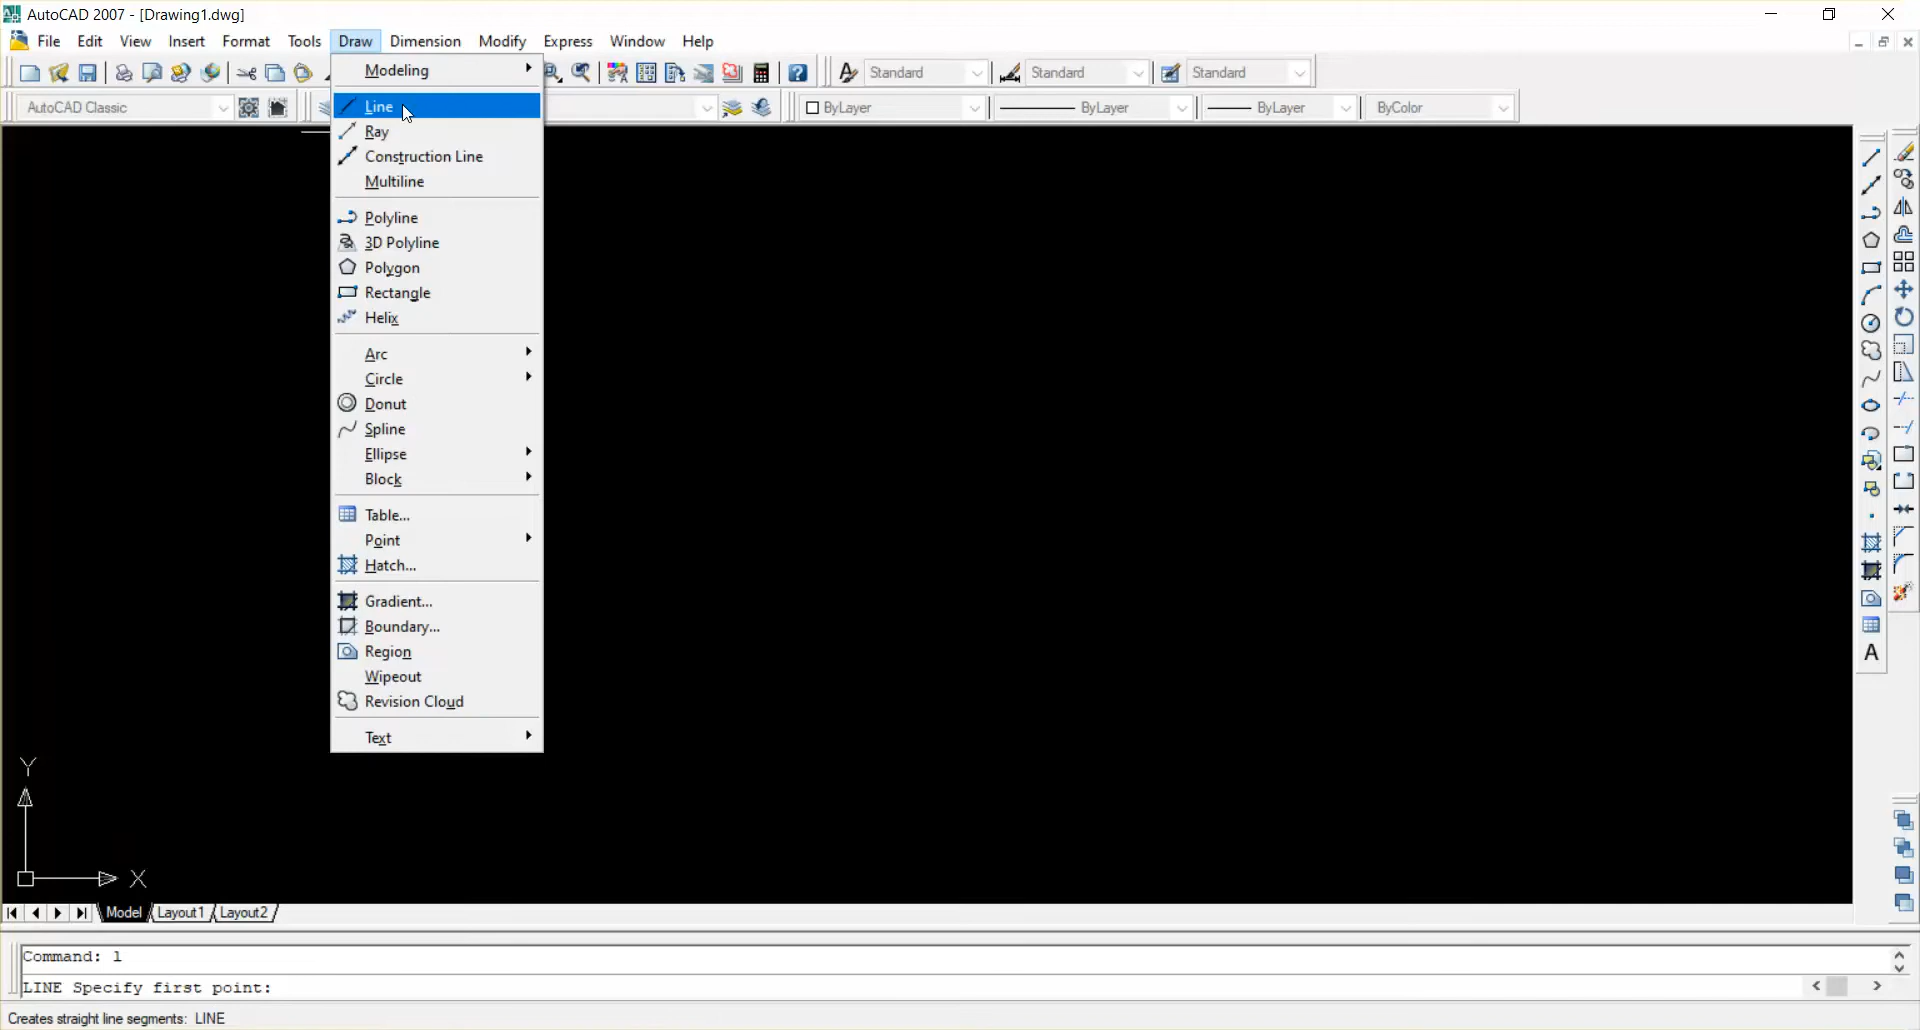 AutoCAD 2007 - [Drawing1.dwg]
File Edit View Insert Format Tools Draw Dimension Modify Express Window Help
Standard Standard Standard
AutoCAD Classic ByLayer ByLayer ByLayer ByColor
Modeling
Line
Ray
Construction Line
Multiline
Polyline
3D Polyline
Polygon
Rectangle
Helix
Arc
Circle
Donut
Spline
Ellipse
Block
Table...
Point
Hatch...
Gradient...
Boundary...
Region
Wipeout
Revision Cloud
Text
A
Y
X
Model Layout1 Layout2
Command: l
LINE Specify first point:
Creates straight line segments: LINE